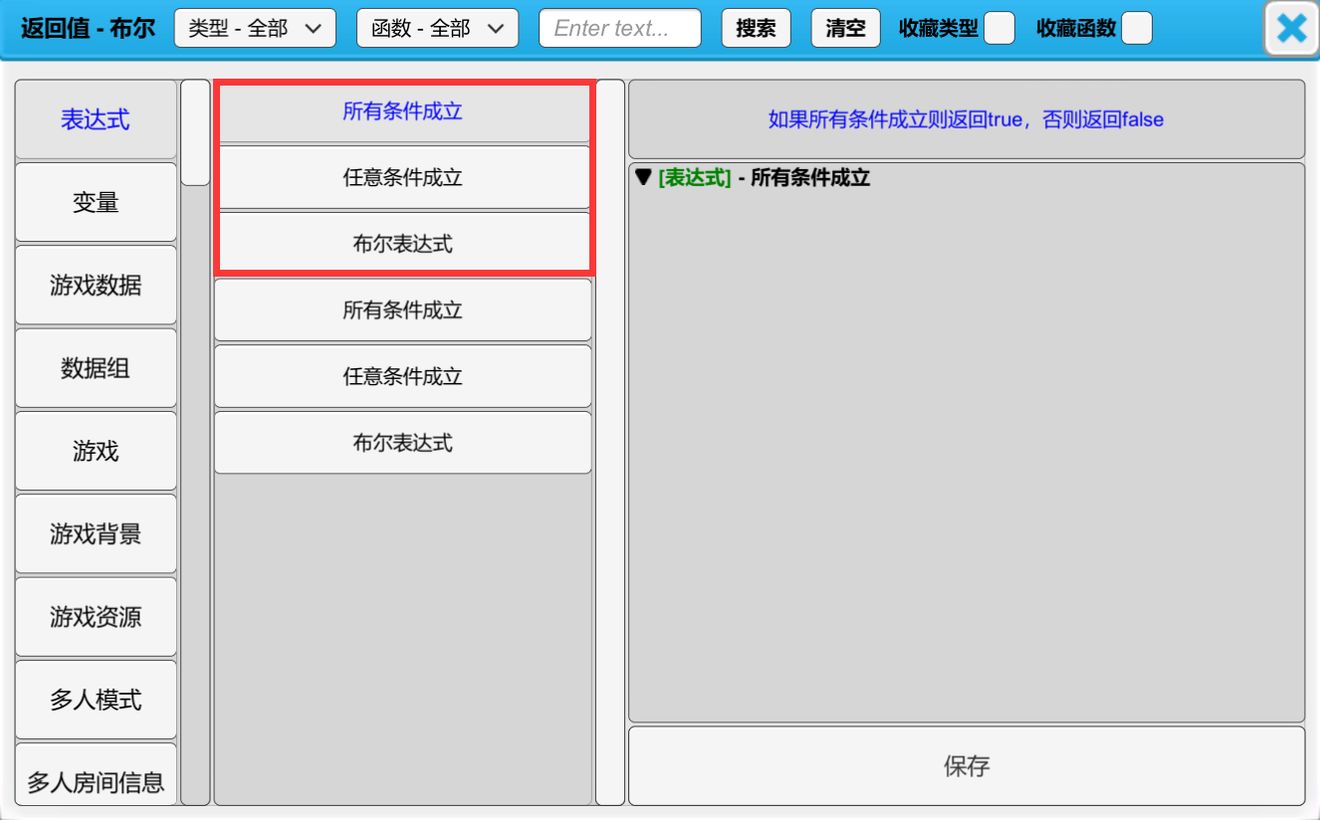 返回值 - 布尔
类型 - 全部
函数 - 全部
Enter text...
搜索
清空
收藏类型
收藏函数
表达式
变量
游戏数据
数据组
游戏
游戏背景
游戏资源
多人模式
多人房间信息
所有条件成立
任意条件成立
布尔表达式
所有条件成立
任意条件成立
布尔表达式
如果所有条件成立则返回true，否则返回false
▼ [表达式] - 所有条件成立
保存